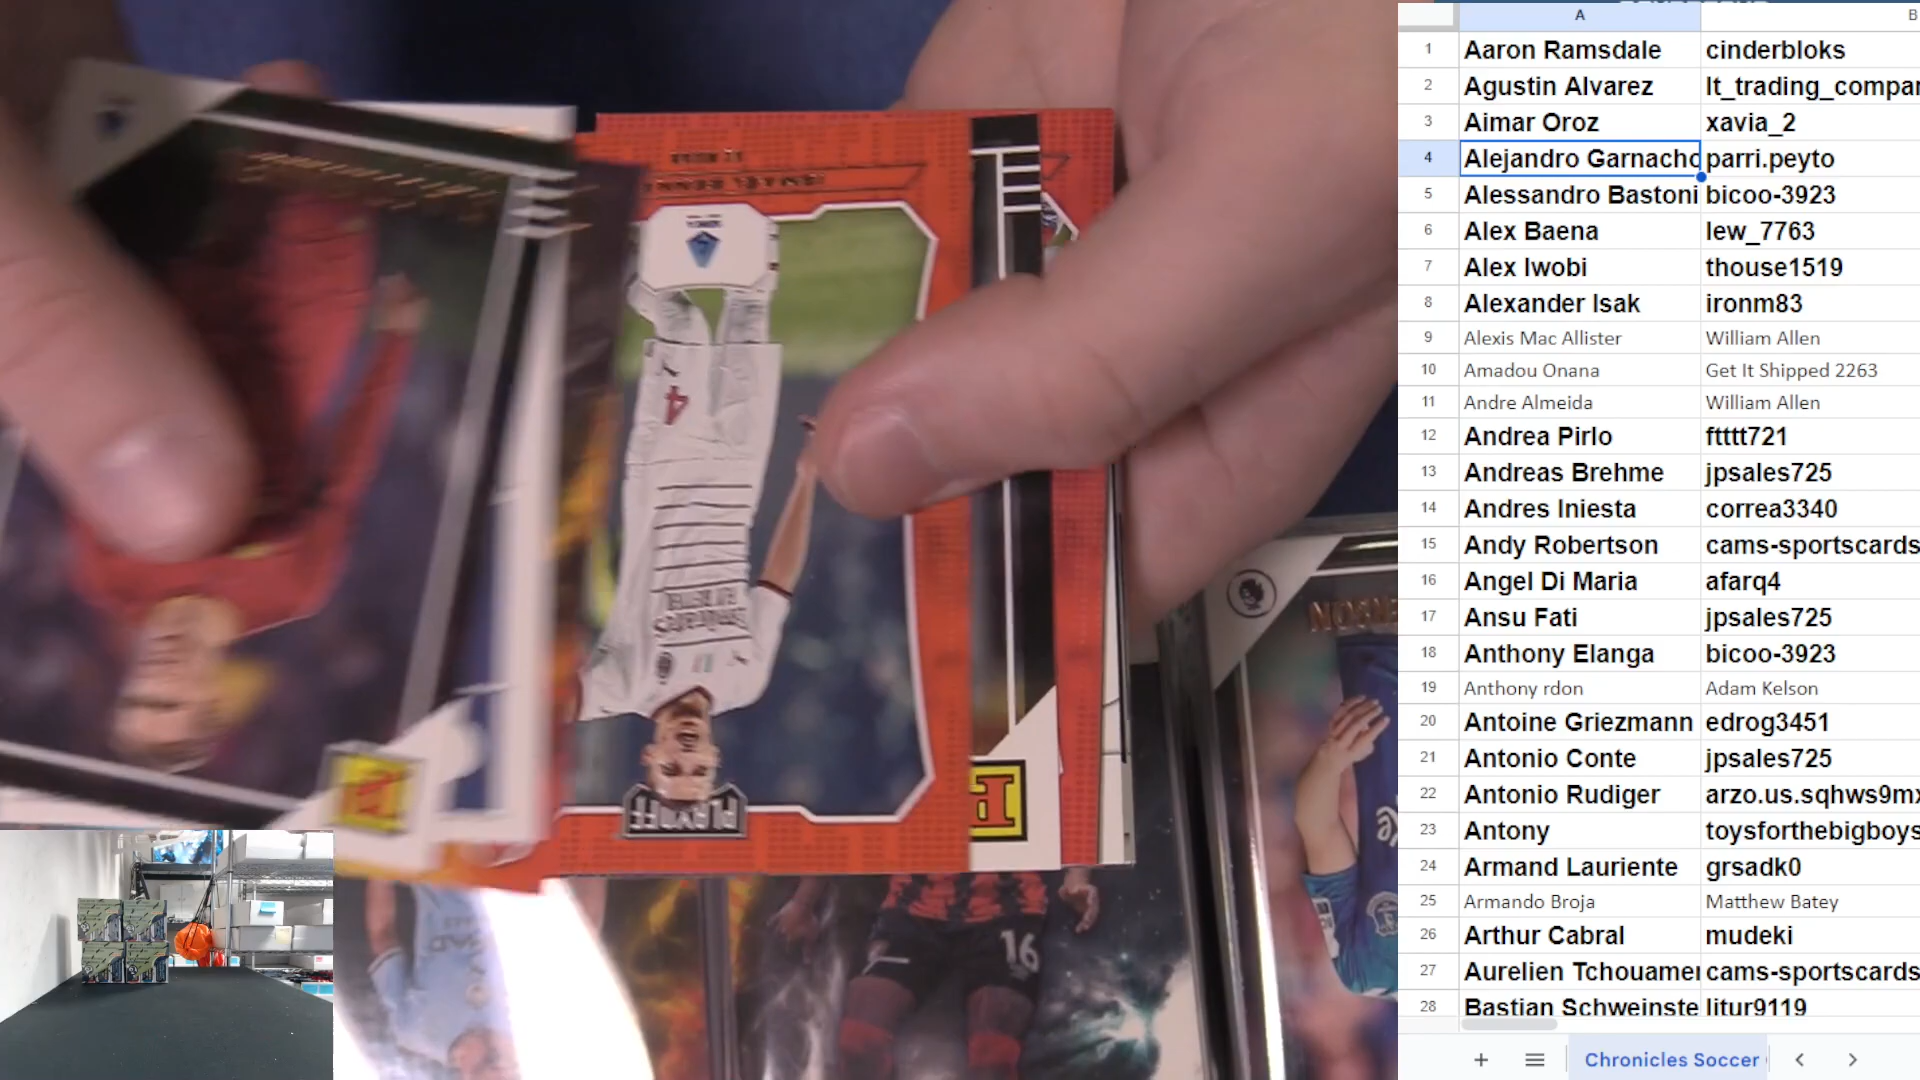 A B
1 Aaron Ramsdale cinderbloks
2 Agustin Alvarez lt_trading_compar
3 Aimar Oroz xavia_2
4 Alejandro Garnacho parri.peyto
5 Alessandro Bastoni bicoo-3923
6 Alex Baena lew_7763
7 Alex Iwobi thouse1519
8 Alexander Isak ironm83
9 Alexis Mac Allister William Allen
10 Amadou Onana Get It Shipped 2263
11 Andre Almeida William Allen
12 Andrea Pirlo ftttt721
13 Andreas Brehme jpsales725
14 Andres Iniesta correa3340
15 Andy Robertson cams-sportscards
16 Angel Di Maria afarq4
17 Ansu Fati jpsales725
18 Anthony Elanga bicoo-3923
19 Anthony rdon Adam Kelson
20 Antoine Griezmann edrog3451
21 Antonio Conte jpsales725
22 Antonio Rudiger arzo.us.sqhws9mx
23 Antony toysforthebigboys
24 Armand Lauriente grsadk0
25 Armando Broja Matthew Batey
26 Arthur Cabral mudeki
27 Aurelien Tchouamer cams-sportscards
28 Bastian Schweinste litur9119
Chronicles Soccer
4
Emirates
PLAYOFF
16